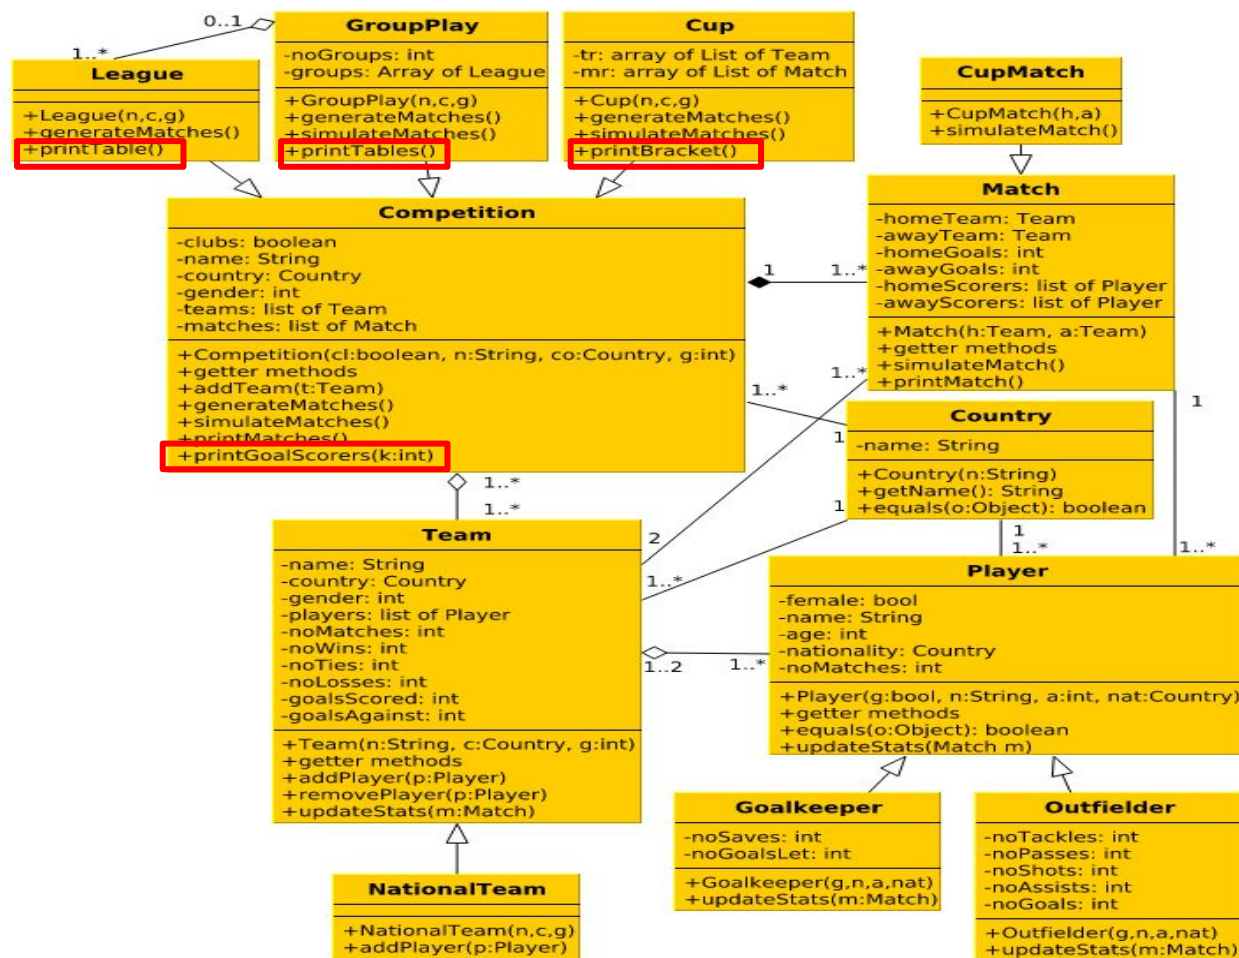 0..1
1..*
League
+League(n,c,g)
+generateMatches()
+printTable()
GroupPlay
-noGroups: int
-groups: Array of League
+GroupPlay(n,c,g)
+generateMatches()
+simulateMatches()
+printTables()
Cup
-tr: array of List of Team
-mr: array of List of Match
+Cup(n,c,g)
+generateMatches()
+simulateMatches()
+printBracket()
CupMatch
+CupMatch(h,a)
+simulateMatch()
Competition
-clubs: boolean
-name: String
-country: Country
-gender: int
-teams: list of Team
-matches: list of Match
+Competition(cl:boolean, n:String, co:Country, g:int)
+getter methods
+addTeam(t:Team)
+generateMatches()
+simulateMatches()
+printMatches()
+printGoalScorers(k:int)
1
1..*
Match
-homeTeam: Team
-awayTeam: Team
-homeGoals: int
-awayGoals: int
-homeScorers: list of Player
-awayScorers: list of Player
+Match(h:Team, a:Team)
+getter methods
+simulateMatch()
+printMatch()
1..*
1..*
1
1
Country
-name: String
+Country(n:String)
+getName(): String
+equals(o:Object): boolean
1..*
1..*
1
2
1
1..*
1..*
1..*
Team
-name: String
-country: Country
-gender: int
-players: list of Player
-noMatches: int
-noWins: int
-noTies: int
-noLosses: int
-goalsScored: int
-goalsAgainst: int
+Team(n:String, c:Country, g:int)
+getter methods
+addPlayer(p:Player)
+removePlayer(p:Player)
+updateStats(m:Match)
1..2
1..*
Player
-female: bool
-name: String
-age: int
-nationality: Country
-noMatches: int
+Player(g:bool, n:String, a:int, nat:Country)
+getter methods
+equals(o:Object): boolean
+updateStats(Match m)
NationalTeam
+NationalTeam(n,c,g)
+addPlayer(p:Player)
Goalkeeper
-noSaves: int
-noGoalsLet: int
+Goalkeeper(g,n,a,nat)
+updateStats(m:Match)
Outfielder
-noTackles: int
-noPasses: int
-noShots: int
-noAssists: int
-noGoals: int
+Outfielder(g,n,a,nat)
+updateStats(m:Match)